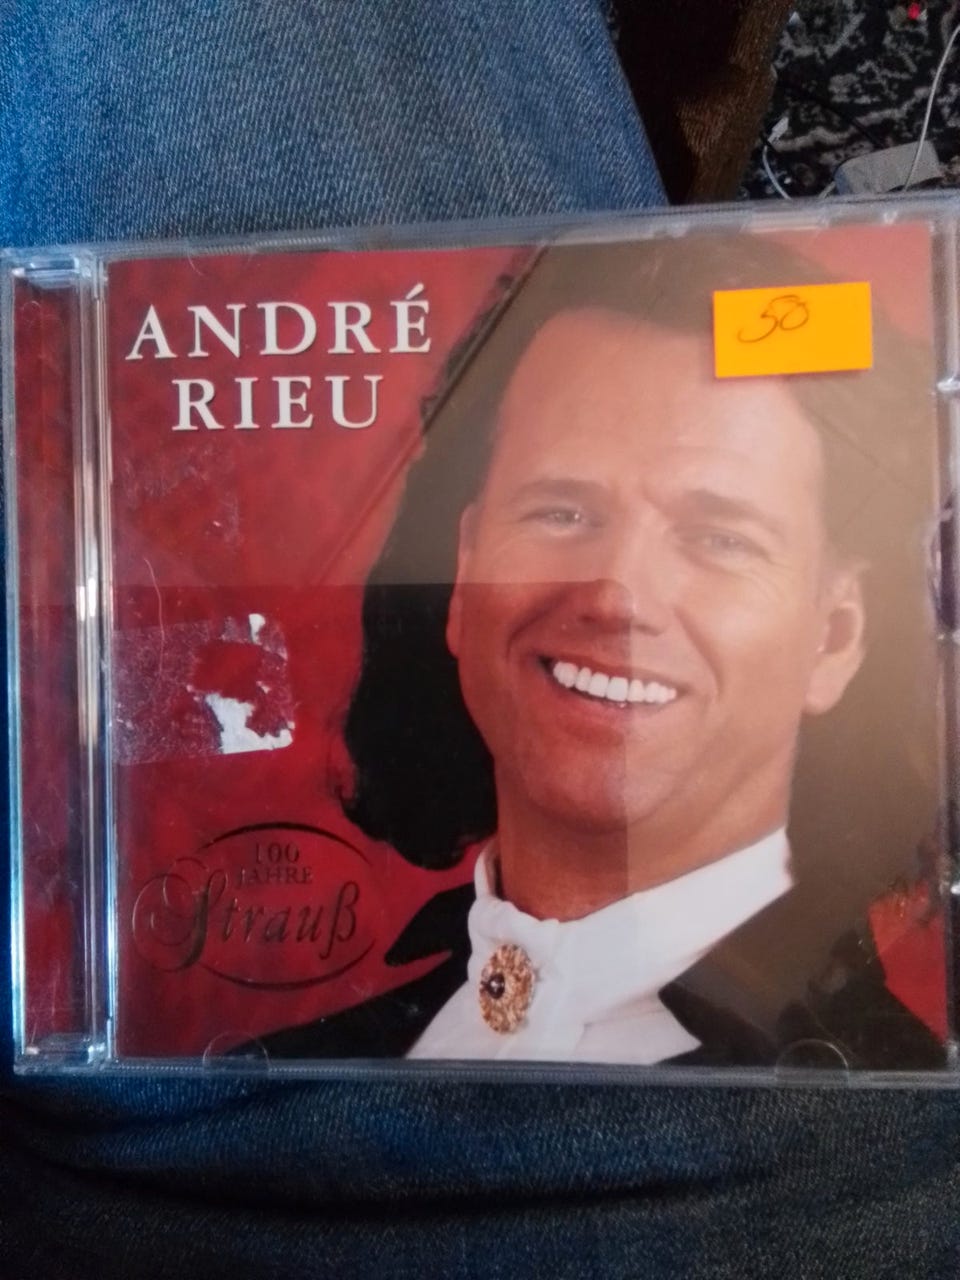 ANDRÉ
RIEU
50
100
JAHRE
Strauß